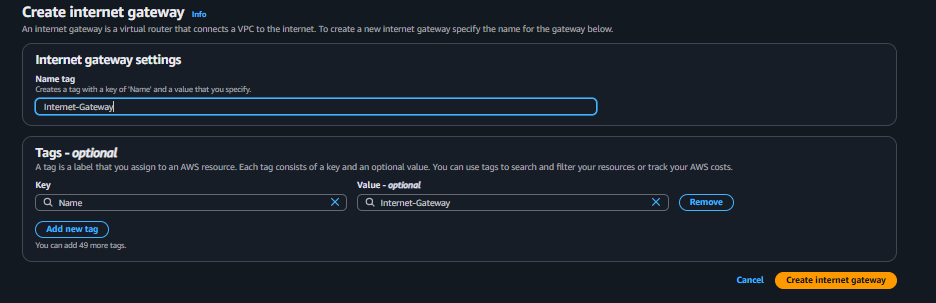 Create internet gateway Info
An internet gateway is a virtual router that connects a VPC to the internet. To create a new internet gateway specify the name for the gateway below.
Internet gateway settings
Name tag
Creates a tag with a key of 'Name' and a value that you specify.
Internet-Gateway
Tags - optional
A tag is a label that you assign to an AWS resource. Each tag consists of a key and an optional value. You can use tags to search and filter your resources or track your AWS costs.
Key
Value - optional
Name
Internet-Gateway
Remove
Add new tag
You can add 49 more tags.
Cancel
Create internet gateway